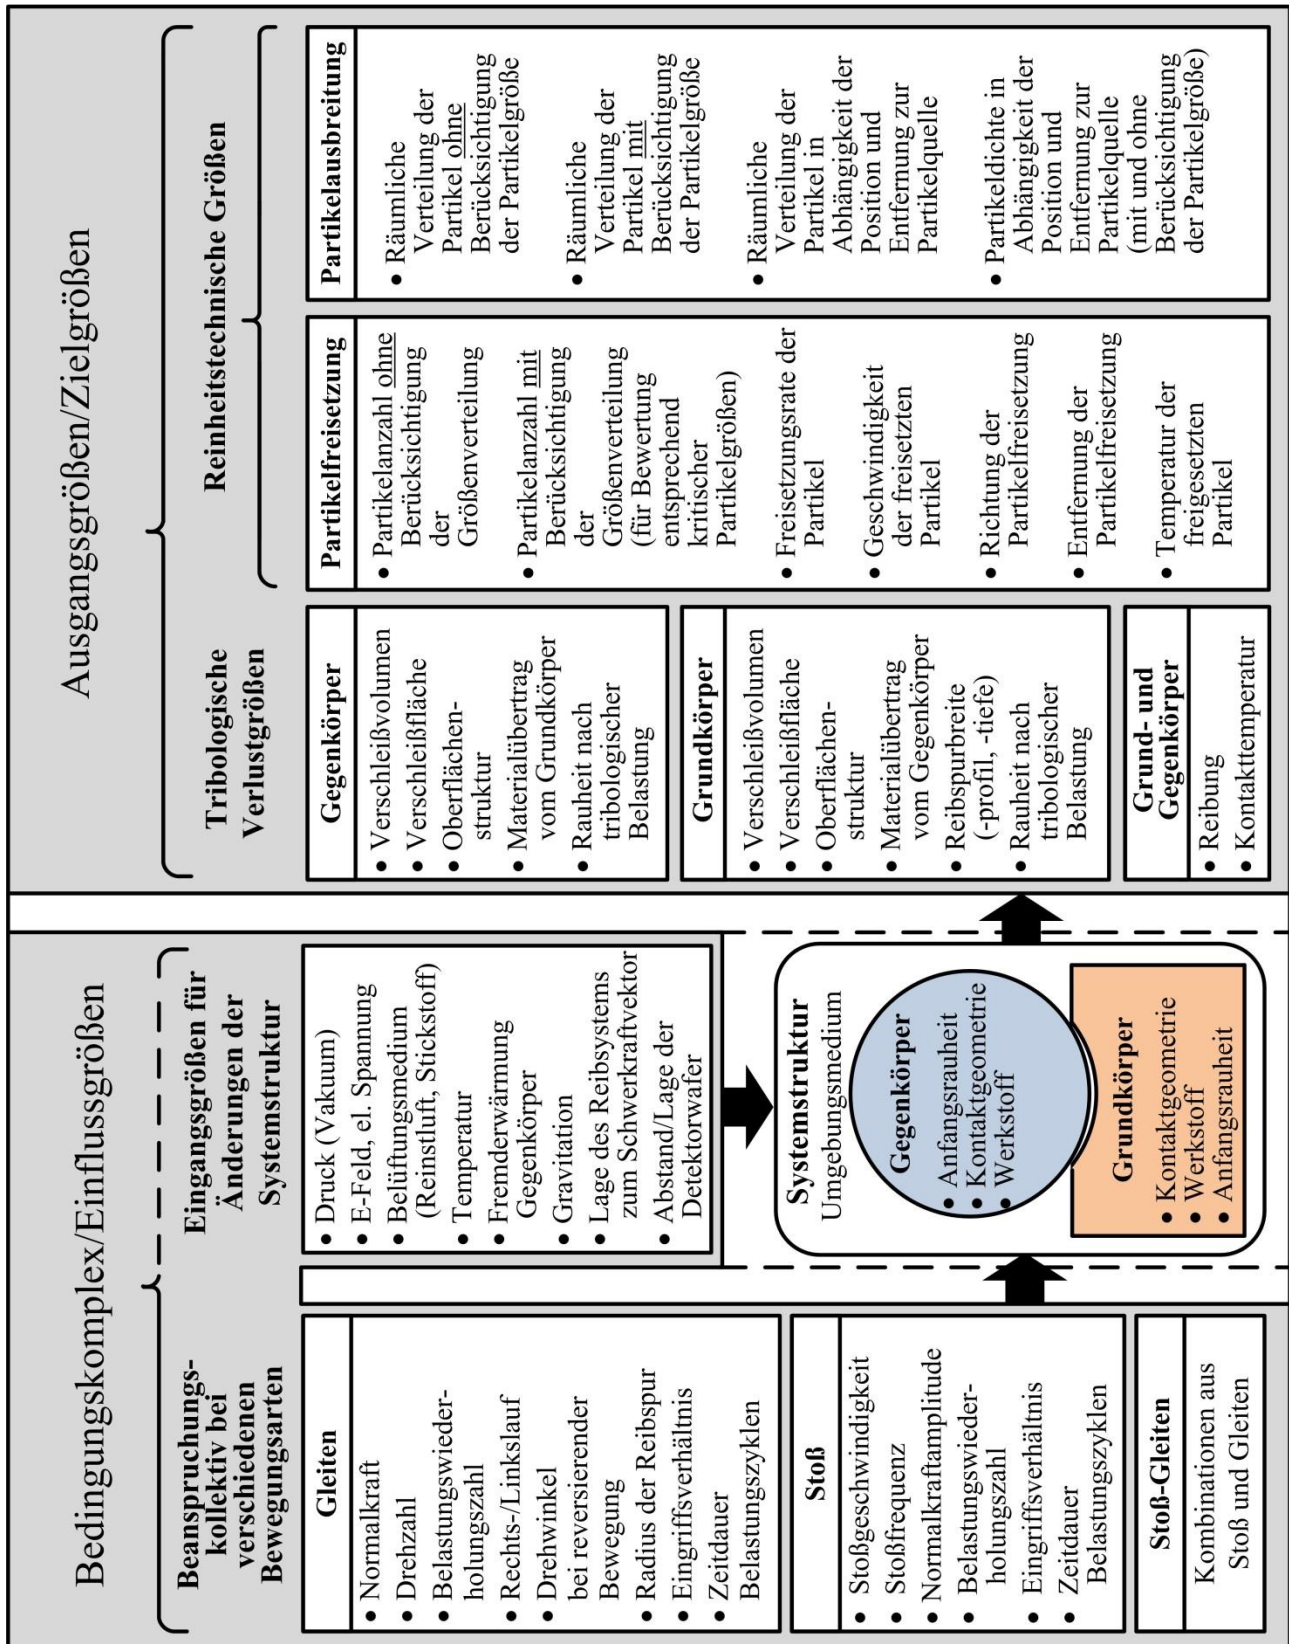 Bedingungskomplex/Einflussgrößen
Beanspruchungs-
kollektiv bei
verschiedenen
Bewegungsarten
Gleiten
• Normalkraft
• Drehzahl
• Belastungswieder-
holungszahl
• Rechts-/Linkslauf
• Drehwinkel
bei reversierender
Bewegung
• Radius der Reibspur
• Eingriffsverhältnis
• Zeitdauer
Belastungszyklen
Stoß
• Stoßgeschwindigkeit
• Stoßfrequenz
• Normalkraftamplitude
• Belastungswieder-
holungszahl
• Eingriffsverhältnis
• Zeitdauer
Belastungszyklen
Stoß-Gleiten
Kombinationen aus
Stoß und Gleiten
Eingangsgrößen für
Änderungen der
Systemstruktur
• Druck (Vakuum)
• E-Feld, el. Spannung
• Belüftungsmedium
(Reinstluft, Stickstoff)
• Temperatur
• Fremderwärmung
Gegenkörper
• Gravitation
• Lage des Reibsystems
zum Schwerkraftvektor
• Abstand/Lage der
Detektorwafer
Systemstruktur
Umgebungsmedium
Gegenkörper
• Anfangsrauheit
• Kontaktgeometrie
• Werkstoff
Grundkörper
• Kontaktgeometrie
• Werkstoff
• Anfangsrauheit
Ausgangsgrößen/Zielgrößen
Tribologische
Verlustgrößen
Gegenkörper
• Verschleißvolumen
• Verschleißfläche
• Oberflächen-
struktur
• Materialübertrag
vom Grundkörper
• Rauheit nach
tribologischer
Belastung
Grundkörper
• Verschleißvolumen
• Verschleißfläche
• Oberflächen-
struktur
• Materialübertrag
vom Gegenkörper
• Reibspurbreite
(-profil, -tiefe)
• Rauheit nach
tribologischer
Belastung
Grund- und
Gegenkörper
• Reibung
• Kontakttemperatur
Reinheitstechnische Größen
Partikelfreisetzung
• Partikelanzahl ohne
Berücksichtigung
der
Größenverteilung
• Partikelanzahl mit
Berücksichtigung
der
Größenverteilung
(für Bewertung
entsprechend
kritischer
Partikelgrößen)
• Freisetzungsrate der
Partikel
• Geschwindigkeit
der freisetzten
Partikel
• Richtung der
Partikelfreisetzung
• Entfernung der
Partikelfreisetzung
• Temperatur der
freigesetzten
Partikel
Partikelausbreitung
• Räumliche
Verteilung der
Partikel ohne
Berücksichtigung
der Partikelgröße
• Räumliche
Verteilung der
Partikel mit
Berücksichtigung
der Partikelgröße
• Räumliche
Verteilung der
Partikel in
Abhängigkeit der
Position und
Entfernung zur
Partikelquelle
• Partikeldichte in
Abhängigkeit der
Position und
Entfernung zur
Partikelquelle
(mit und ohne
Berücksichtigung
der Partikelgröße)